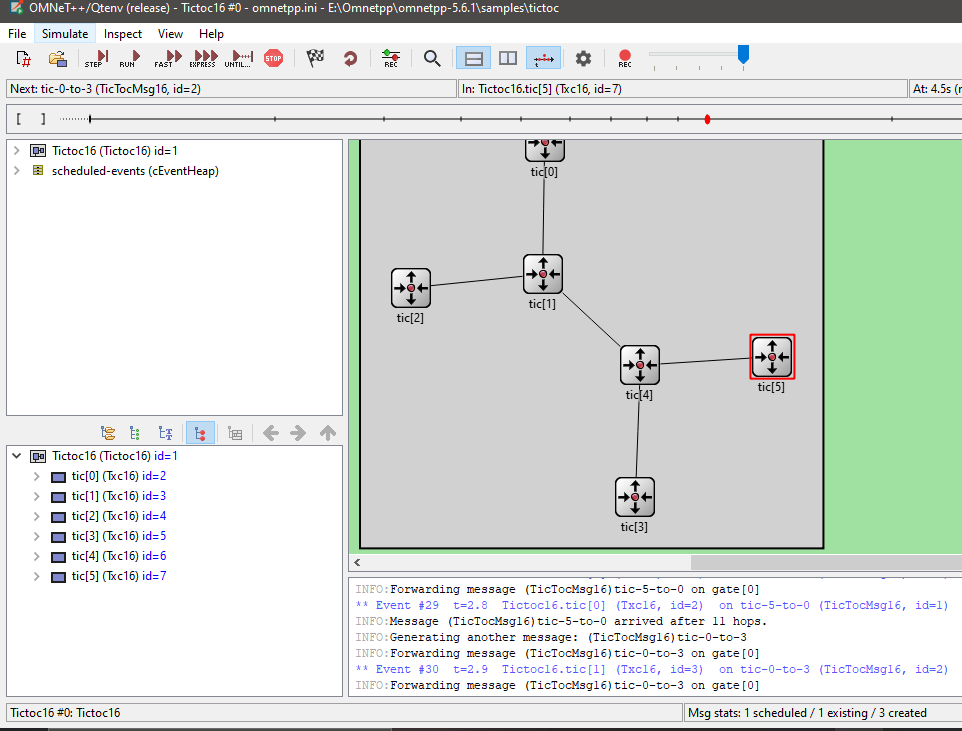 OMNeT++/Qtenv (release) - Tictoc16 #0 - omnetpp.ini - E:\Omnetpp\omnetpp-5.6.1\samples\tictoc
File Simulate Inspect View Help
STEP RUN FAST EXPRESS UNTIL... STOP REC REC
Next: tic-0-to-3 (TicTocMsg16, id=2) In: Tictoc16.tic[5] (Txc16, id=7) At: 4.5s (n
[ ]
Tictoc16 (Tictoc16) id=1
scheduled-events (cEventHeap)
tic[0]
tic[1]
tic[2]
tic[5]
tic[4]
tic[3]
Tictoc16 (Tictoc16) id=1
tic[0] (Txc16) id=2
tic[1] (Txc16) id=3
tic[2] (Txc16) id=4
tic[3] (Txc16) id=5
tic[4] (Txc16) id=6
tic[5] (Txc16) id=7
INFO:Forwarding message (TicTocMsg16)tic-5-to-0 on gate[0]
** Event #29 t=2.8 Tictoc16.tic[0] (Txc16, id=2) on tic-5-to-0 (TicTocMsg16, id=1)
INFO:Message (TicTocMsg16)tic-5-to-0 arrived after 11 hops.
INFO:Generating another message: (TicTocMsg16)tic-0-to-3
INFO:Forwarding message (TicTocMsg16)tic-0-to-3 on gate[0]
** Event #30 t=2.9 Tictoc16.tic[1] (Txc16, id=3) on tic-0-to-3 (TicTocMsg16, id=2)
INFO:Forwarding message (TicTocMsg16)tic-0-to-3 on gate[0]
Tictoc16 #0: Tictoc16 Msg stats: 1 scheduled / 1 existing / 3 created